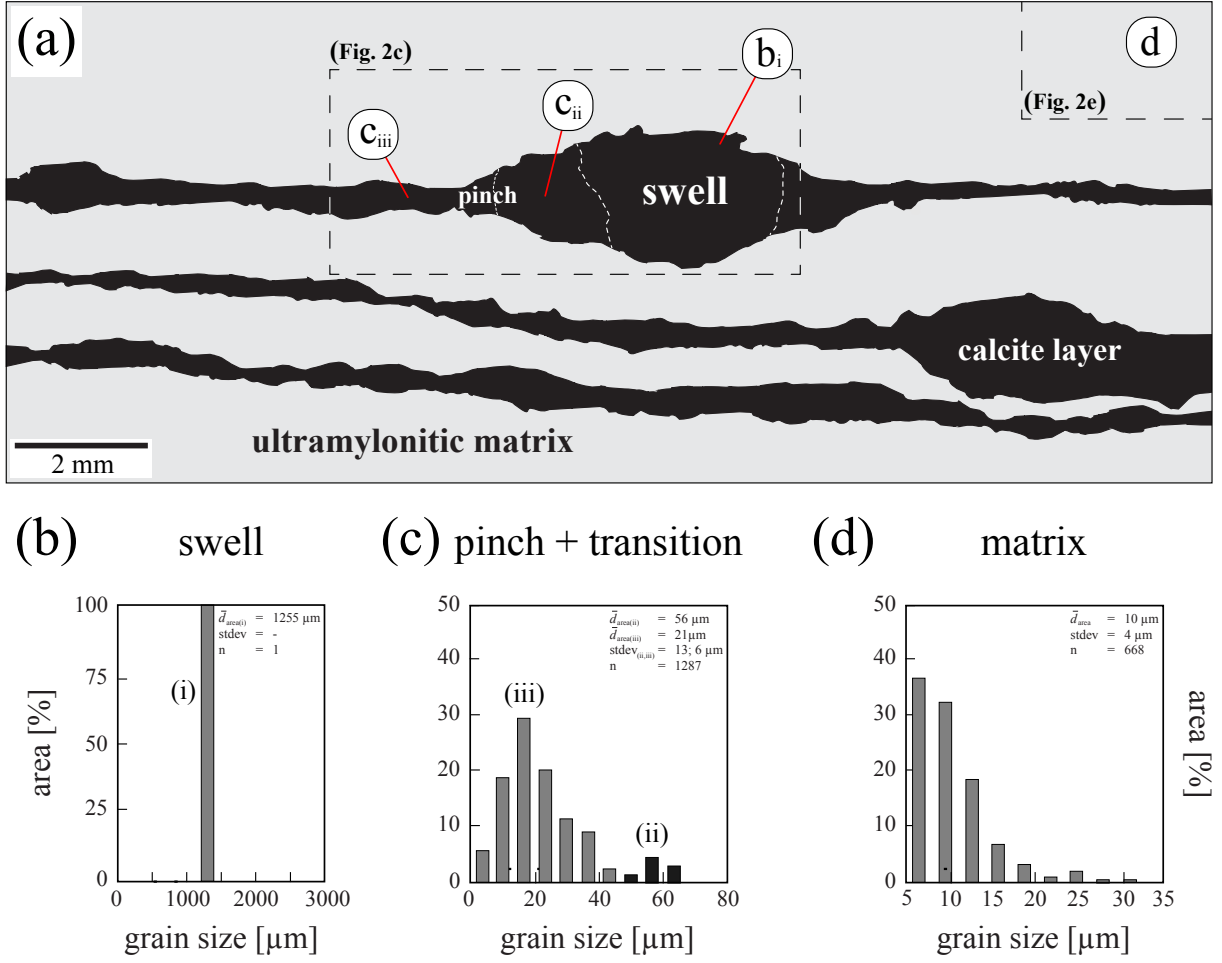 (a)
(Fig. 2c)
b_i
d
(Fig. 2e)
c_ii
c_iii
pinch
swell
calcite layer
ultramylonitic matrix
2 mm
(b) swell
100
75
50
25
0
area [%]
(i)
d̄area(i) = 1255 µm
stdev = -
n = 1
0 1000 2000 3000
grain size [µm]
(c) pinch + transition
50
40
30
20
10
0
(iii)
(ii)
d̄area(ii) = 56 µm
d̄area(iii) = 21µm
stdev(ii,iii) = 13; 6 µm
n = 1287
0 20 40 60 80
grain size [µm]
(d) matrix
50
40
30
20
10
0
d̄area = 10 µm
stdev = 4 µm
n = 668
5 10 15 20 25 30 35
grain size [µm]
area [%]